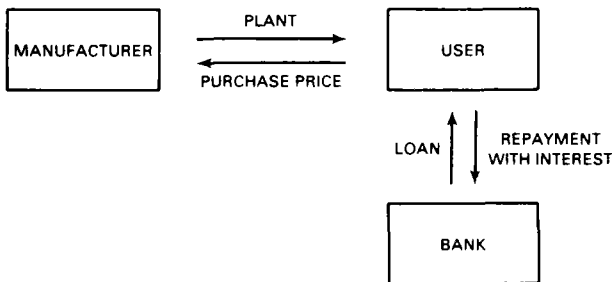 PLANT
MANUFACTURER
USER
PURCHASE PRICE
LOAN
REPAYMENT
WITH INTEREST
BANK